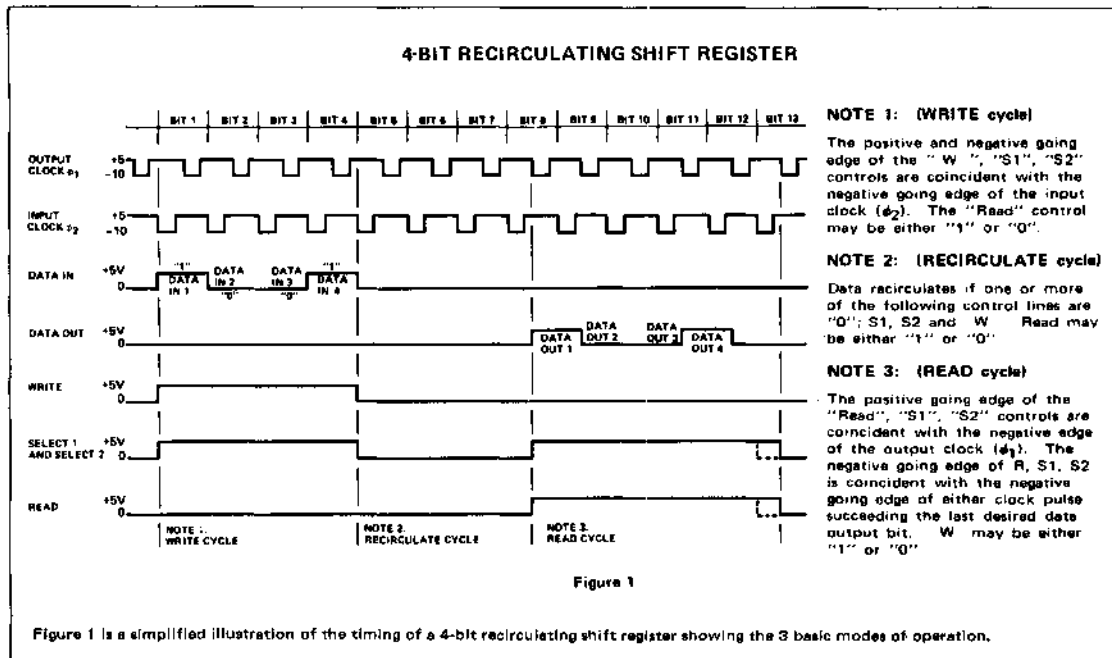 4-BIT RECIRCULATING SHIFT REGISTER
BIT 1 BIT 2 BIT 3 BIT 4 BIT 5 BIT 6 BIT 7 BIT 8 BIT 9 BIT 10 BIT 11 BIT 12 BIT 13
OUTPUT +5
CLOCK φ1 -10
INPUT +5
CLOCK φ2 -10
DATA IN +5V
0
"1" DATA IN 1
DATA IN 2 "0"
DATA IN 3 "0"
"1" DATA IN 4
DATA OUT +5V
0
DATA OUT 1
DATA OUT 2
DATA OUT 3
DATA OUT 4
WRITE +5V
0
SELECT 1 +5V
AND SELECT 2 0
READ +5V
0
NOTE 1.
WRITE CYCLE
NOTE 2.
RECIRCULATE CYCLE
NOTE 3.
READ CYCLE
Figure 1
NOTE 1: (WRITE cycle)
The positive and negative going
edge of the " W ", "S1", "S2"
controls are coincident with the
negative going edge of the input
clock (φ2). The "Read" control
may be either "1" or "0".
NOTE 2: (RECIRCULATE cycle)
Data recirculates if one or more
of the following control lines are
"0"; S1, S2 and W Read may
be either "1" or "0"
NOTE 3: (READ cycle)
The positive going edge of the
"Read", "S1", "S2" controls are
coincident with the negative edge
of the output clock (φ1). The
negative going edge of R, S1, S2
is coincident with the negative
going edge of either clock pulse
succeeding the last desired data
output bit. W may be either
"1" or "0"
Figure 1 is a simplified illustration of the timing of a 4-bit recirculating shift register showing the 3 basic modes of operation.